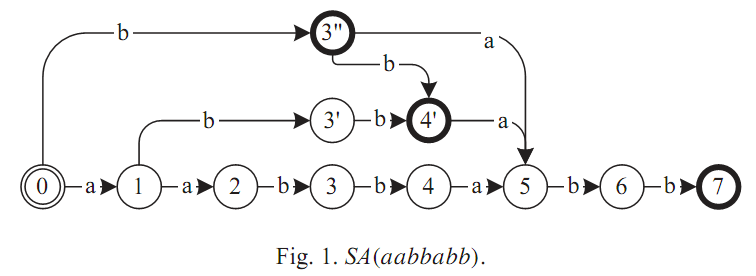 b 3" a
b
b 3' b 4' a
0 a 1 a 2 b 3 b 4 a 5 b 6 b 7
Fig. 1. SA(aabbabb).